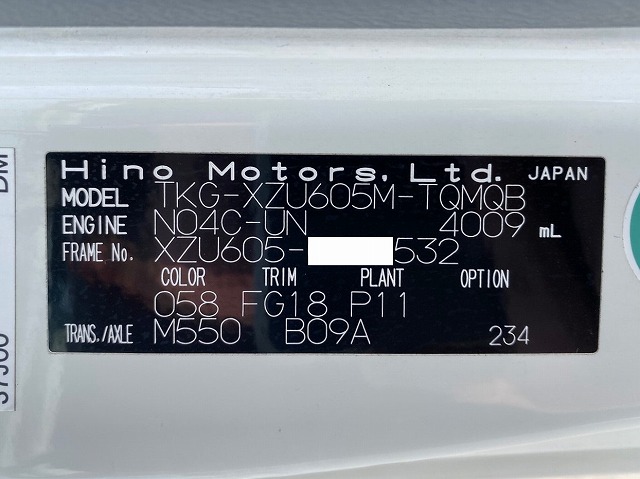 Hino Motors, Ltd. JAPAN
MODEL TKG-XZU605M-TQMQB
ENGINE N04C-UN 4009 mL
FRAME No. XZU605- 532
COLOR TRIM PLANT OPTION
058 FG18 P11
TRANS./AXLE M550 B09A 234
DM